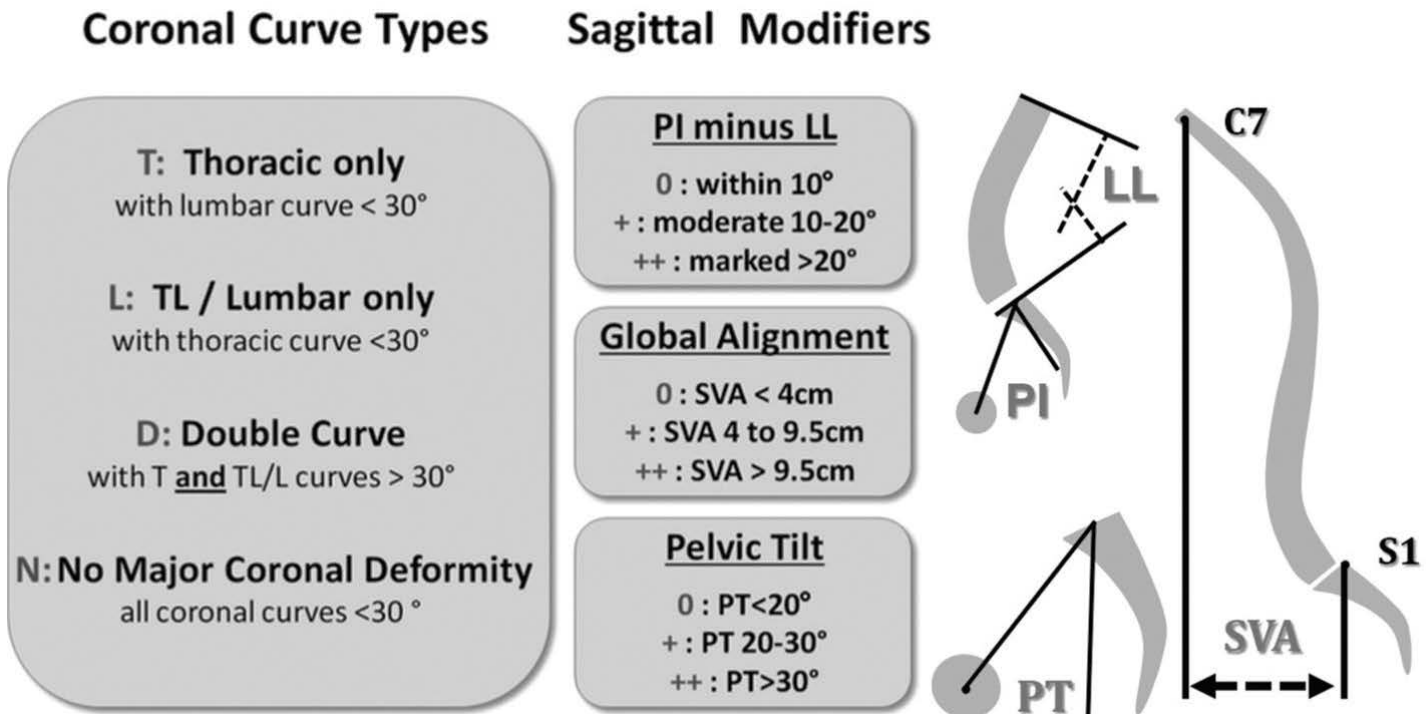 Coronal Curve Types
T: Thoracic only
with lumbar curve < 30°
L: TL / Lumbar only
with thoracic curve <30°
D: Double Curve
with T and TL/L curves > 30°
N: No Major Coronal Deformity
all coronal curves <30 °
Sagittal Modifiers
PI minus LL
0 : within 10°
+ : moderate 10-20°
++ : marked >20°
Global Alignment
0 : SVA < 4cm
+ : SVA 4 to 9.5cm
++ : SVA > 9.5cm
Pelvic Tilt
0 : PT<20°
+ : PT 20-30°
++ : PT>30°
LL
PI
PT
C7
S1
SVA